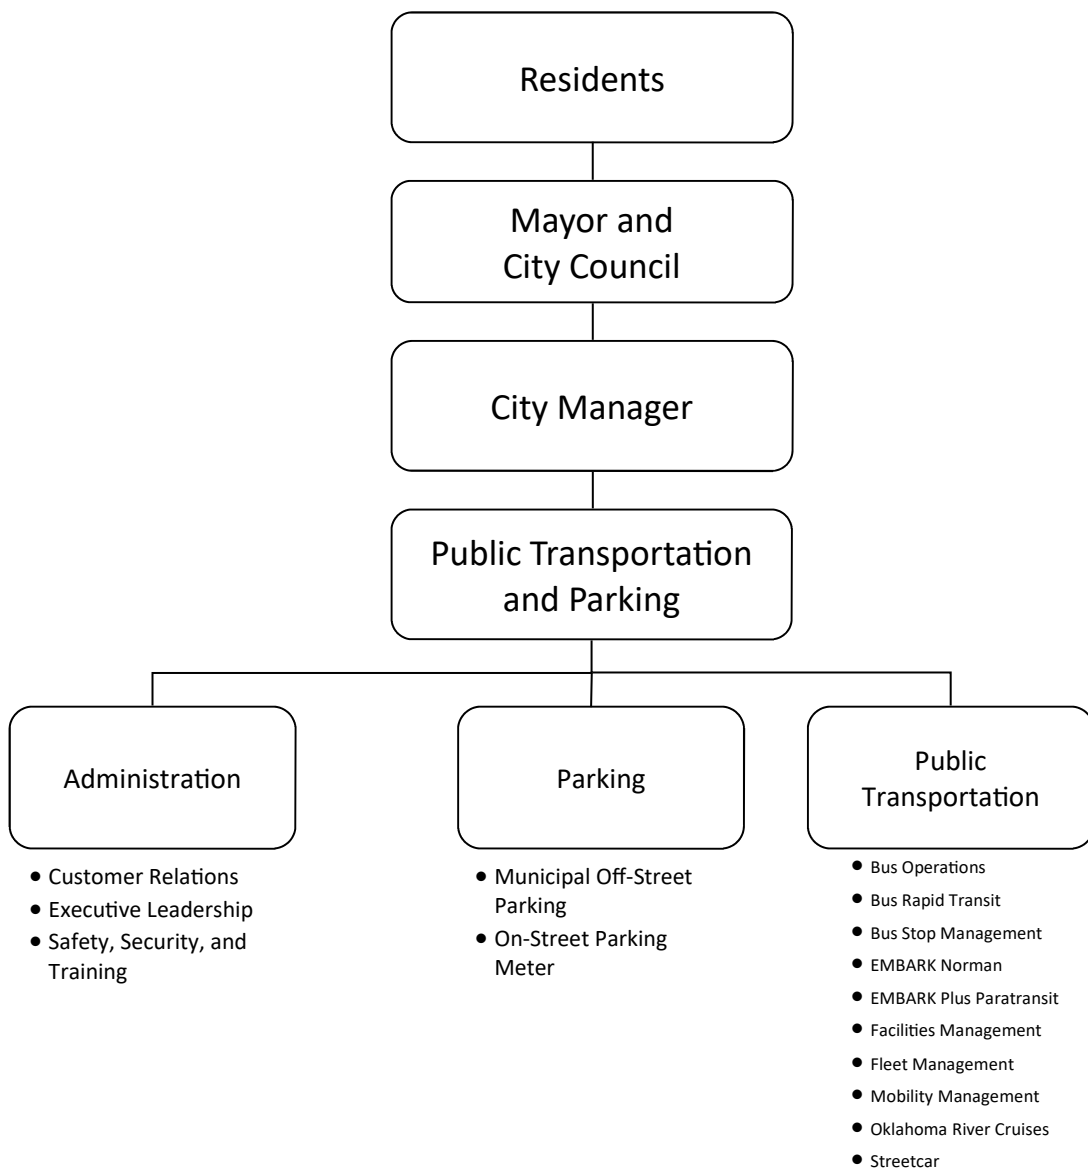 Residents
Mayor and
City Council
City Manager
Public Transportation
and Parking
Administration
• Customer Relations
• Executive Leadership
• Safety, Security, and
Training
Parking
• Municipal Off-Street
Parking
• On-Street Parking
Meter
Public
Transportation
• Bus Operations
• Bus Rapid Transit
• Bus Stop Management
• EMBARK Norman
• EMBARK Plus Paratransit
• Facilities Management
• Fleet Management
• Mobility Management
• Oklahoma River Cruises
• Streetcar